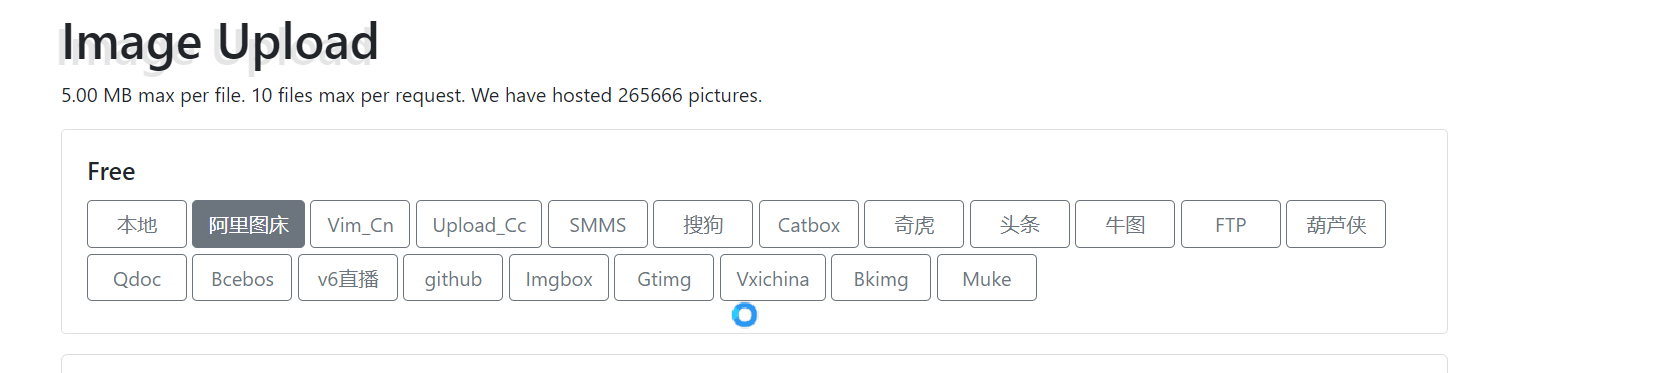 Image Upload
5.00 MB max per file. 10 files max per request. We have hosted 265666 pictures.
Free
本地 阿里图床 Vim_Cn Upload_Cc SMMS 搜狗 Catbox 奇虎 头条 牛图 FTP 葫芦侠
Qdoc Bcebos v6直播 github Imgbox Gtimg Vxichina Bkimg Muke